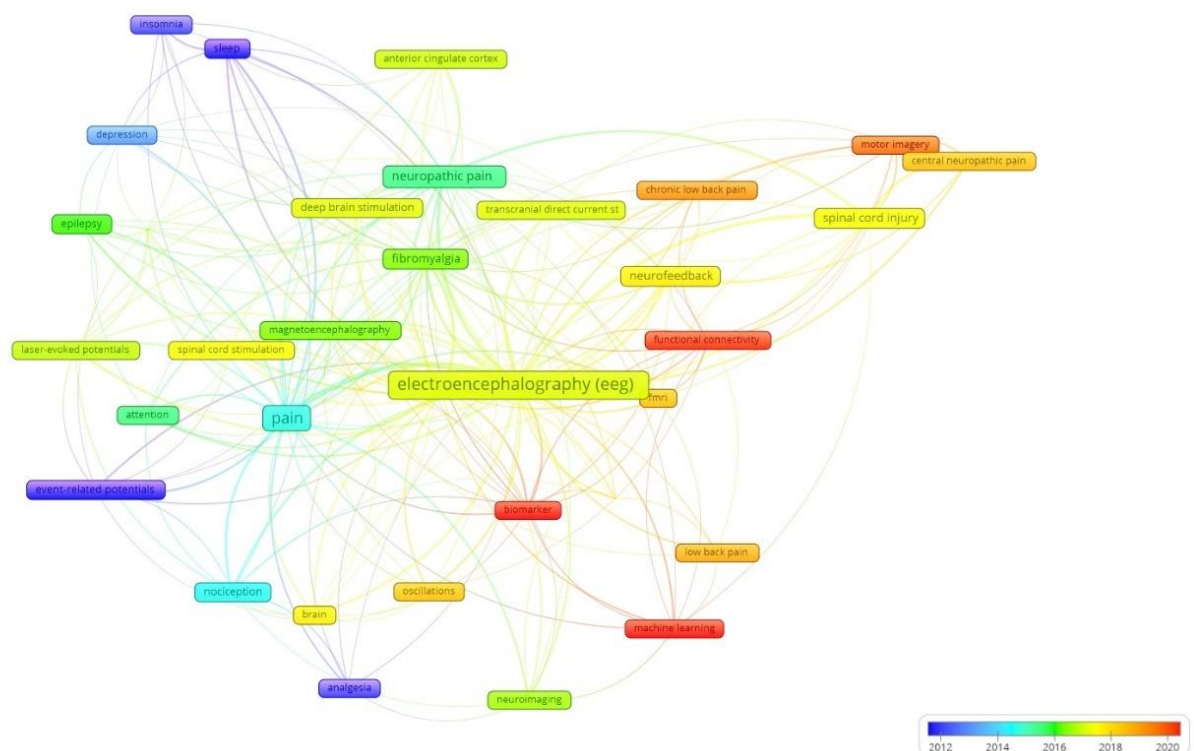 insomnia
sleep
anterior cingulate cortex
depression
motor imagery
central neuropathic pain
neuropathic pain
chronic low back pain
deep brain stimulation
transcranial direct current st
spinal cord injury
epilepsy
fibromyalgia
neurofeedback
magnetoencephalography
functional connectivity
laser-evoked potentials
spinal cord stimulation
electroencephalography (eeg)
fmri
attention
pain
event-related potentials
biomarker
low back pain
nociception
oscillations
brain
machine learning
analgesia
neuroimaging
2012 2014 2016 2018 2020